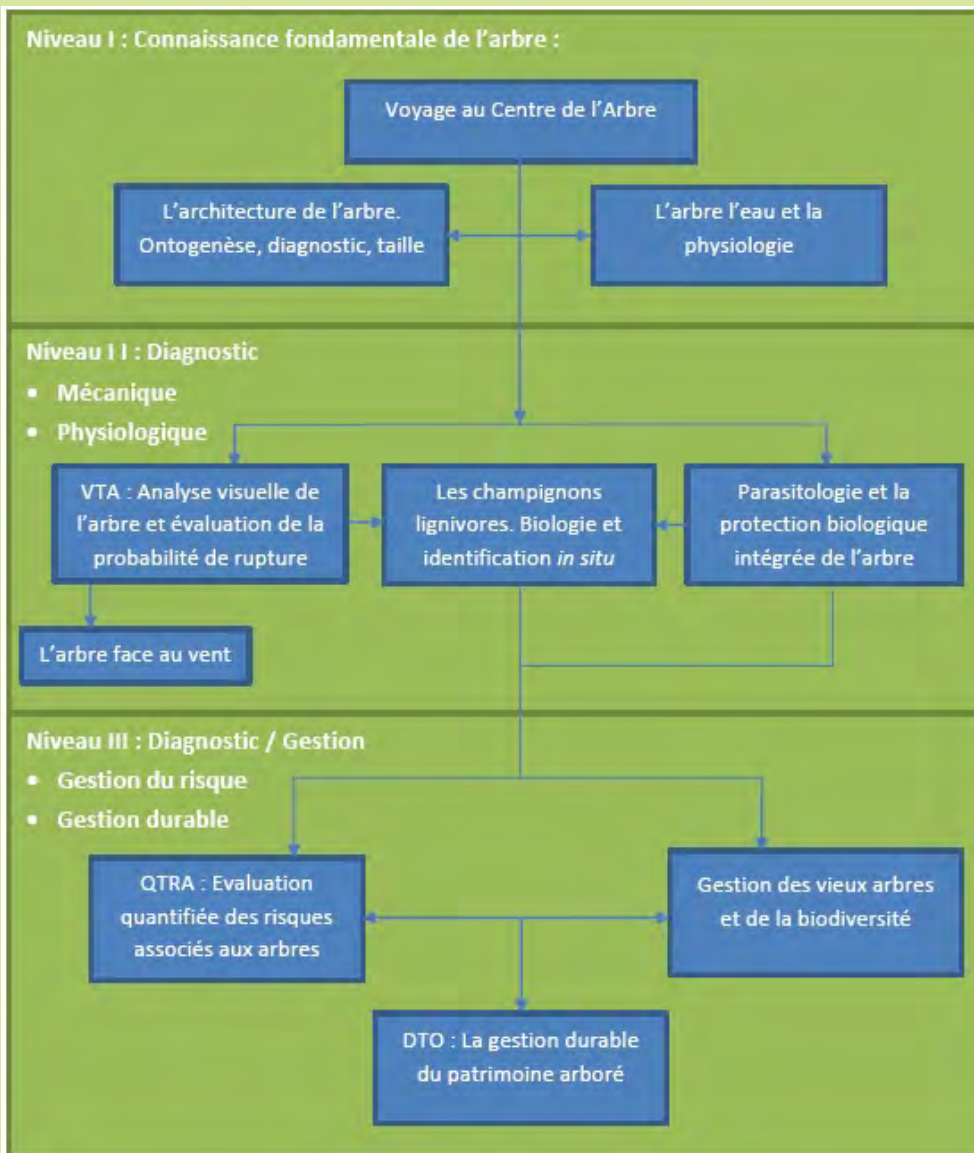 Niveau I : Connaissance fondamentale de l'arbre :
Voyage au Centre de l'Arbre
L'architecture de l'arbre.
Ontogenèse, diagnostic, taille
L'arbre l'eau et la
physiologie
Niveau I I : Diagnostic
• Mécanique
• Physiologique
VTA : Analyse visuelle de
l'arbre et évaluation de la
probabilité de rupture
Les champignons
lignivores. Biologie et
identification in situ
Parasitologie et la
protection biologique
intégrée de l'arbre
L'arbre face au vent
Niveau III : Diagnostic / Gestion
• Gestion du risque
• Gestion durable
QTRA : Evaluation
quantifiée des risques
associés aux arbres
Gestion des vieux arbres
et de la biodiversité
DTO : La gestion durable
du patrimoine arboré